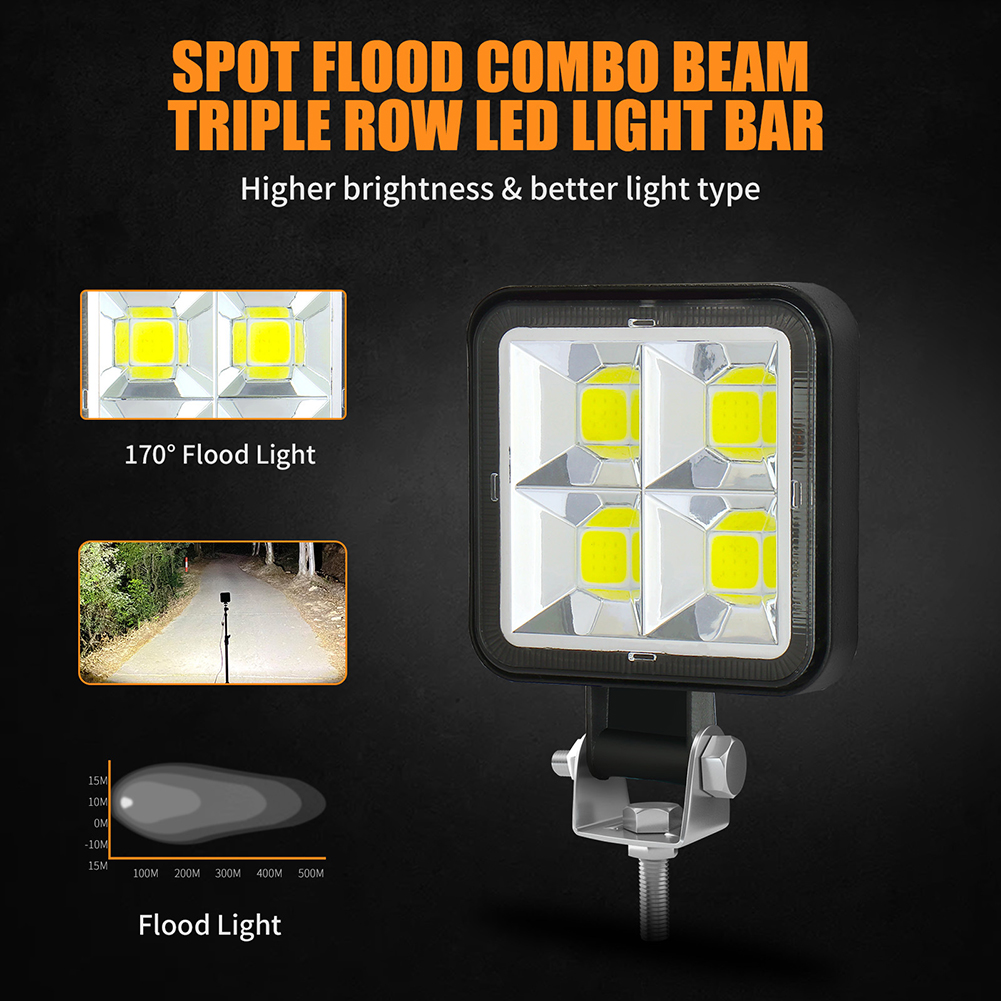 SPOT FLOOD COMBO BEAM
TRIPLE ROW LED LIGHT BAR
Higher brightness & better light type
170° Flood Light
15M
10M
0M
-10M
15M
100M 200M 300M 400M 500M
Flood Light